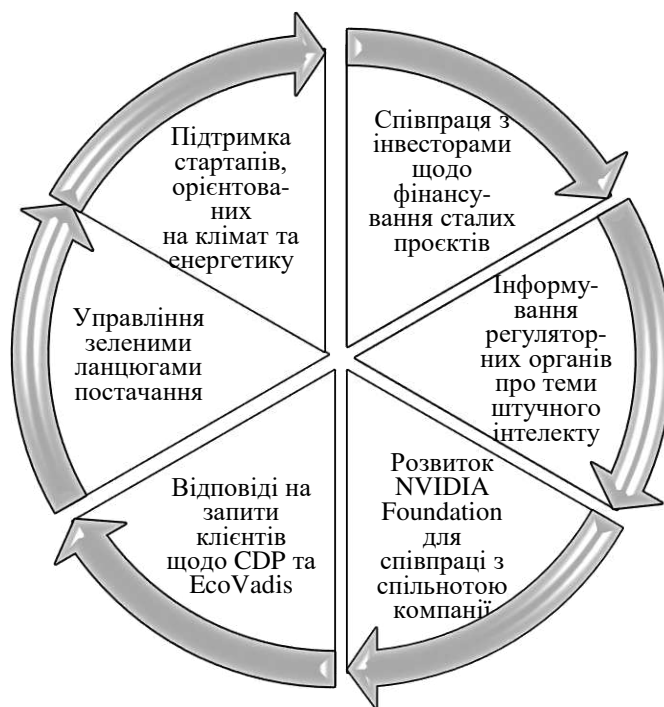 Співпраця з
інвесторами
щодо
фінансу-
вання сталих
проєктів
Інформу-
вання
регулятор-
них органів
про теми
штучного
інтелекту
Розвиток
NVIDIA
Foundation
для
співпраці з
спільнотою
компанії
Відповіді на
запити
клієнтів
щодо CDP та
EcoVadis
Управління
зеленими
ланцюгами
постачання
Підтримка
стартапів,
орієнтова-
них
на клімат та
енергетику